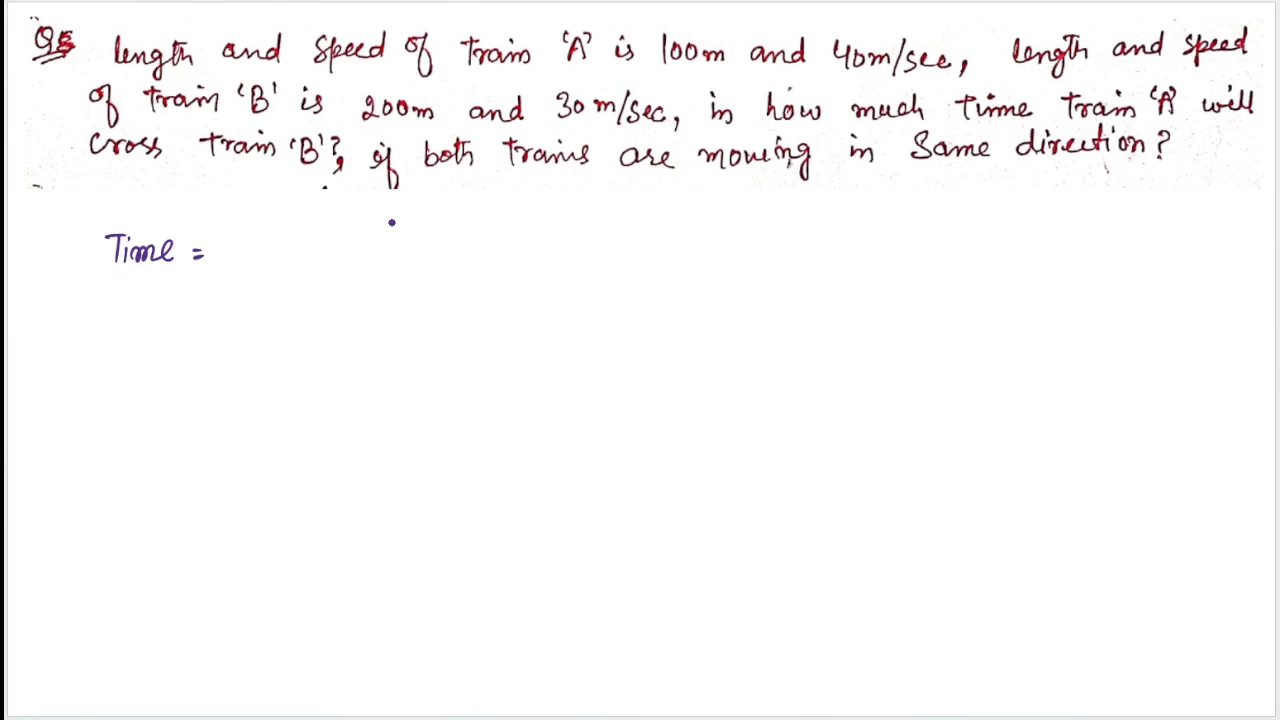 Q5 length and speed of train 'A' is 100m and 40m/sec, length and speed
of train 'B' is 200m and 30m/sec, in how much time train 'A' will
cross train 'B'?, if both trains are moving in same direction?
Time =